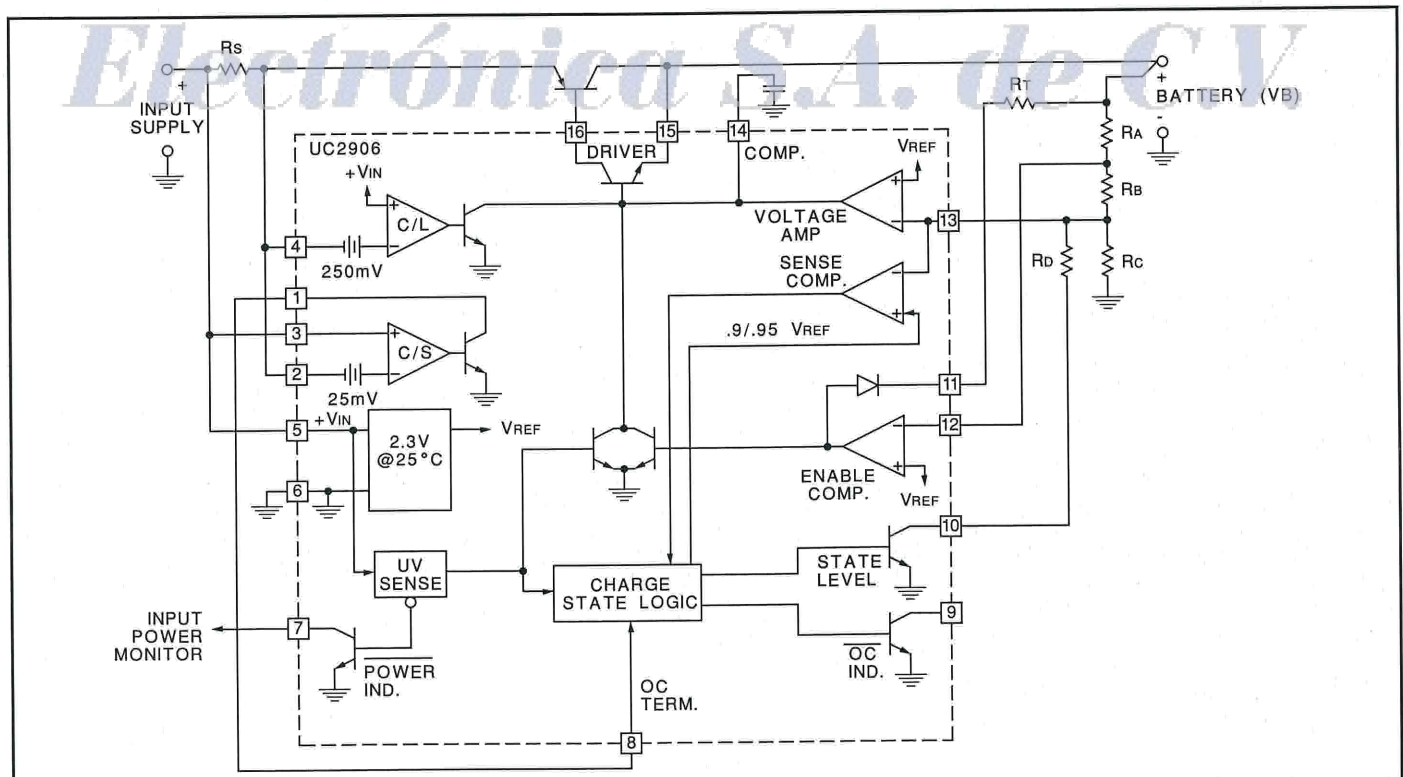 Electrónica S.A. de C.V.
RS
+
INPUT
SUPPLY
RT
+
BATTERY (VB)
-
RA
16
15
14
UC2906
DRIVER
COMP.
VREF
+VIN
RB
+
C/L
-
+
VOLTAGE
AMP
-
13
4
250mV
SENSE
COMP.
-
+
RD
RC
1
3
+
C/S
-
.9/.95 VREF
2
25mV
11
5
+VIN
2.3V
@25°C
VREF
-
12
+
ENABLE
COMP.
VREF
6
10
UV
SENSE
CHARGE
STATE LOGIC
STATE
LEVEL
9
INPUT
POWER
MONITOR
7
POWER
IND.
OC
IND.
OC
TERM.
8